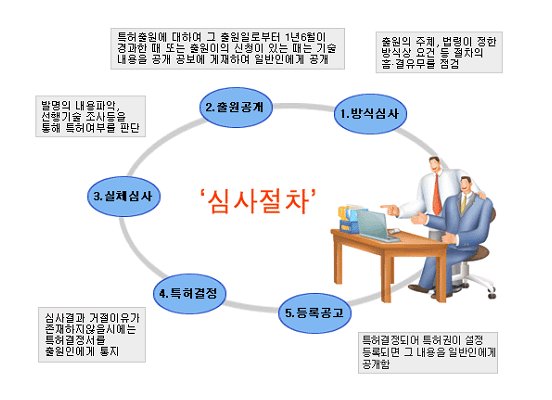 특허출원에 대하여 그 출원일로부터 1년6월이
경과한 때 또는 출원이의 신청이 있는 때는 기술
내용을 공개 공보에 게재하여 일반인에게 공개
출원의 주체, 법령이 정한
방식상 요건 등 절차의
흠·결유무를 점검
2.출원공개
1.방식심사
발명의 내용파악,
선행기술 조사등을
통해 특허여부를 판단
3.실체심사
‘심사절차’
4.특허결정
5.등록공고
심사결과 거절이유가
존재하지않을시에는
특허결정서를
출원인에게 통지
특허결정되어 특허권이 설정
등록되면 그 내용을 일반인에게
공개함